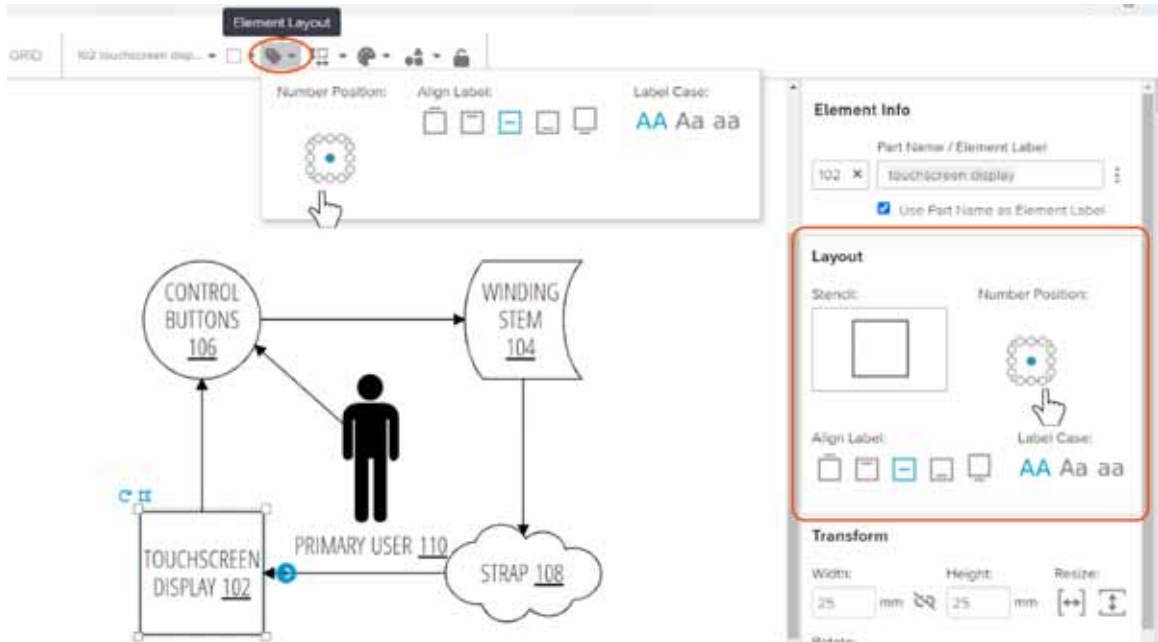 Element Layout
GRID
102 touchscreen disp...
Number Position:
Align Label:
Label Case:
AA Aa aa
Element Info
Part Name / Element Label
102 ×
touchscreen display
Use Part Name as Element Label
Layout
Stencil:
Number Position:
Align Label:
Label Case:
AA Aa aa
Transform
Width:
Height:
Resize:
25
mm
25
mm
Rotate:
CONTROL
BUTTONS
106
WINDING
STEM
104
TOUCHSCREEN
DISPLAY 102
PRIMARY USER 110
STRAP 108